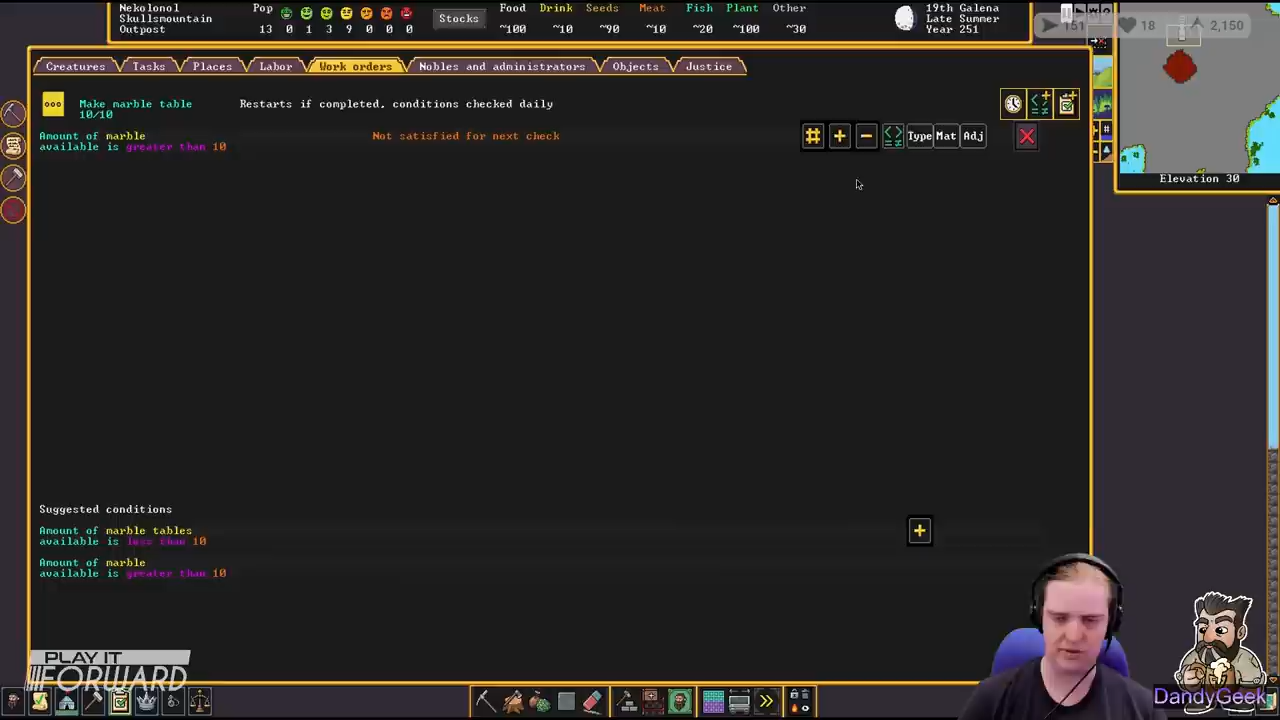 Nekolonol
Skullsmountain
Outpost
Pop
13 0 1 3 9 0 0 0
Stocks
Food Drink Seeds Meat Fish Plant Other
~100 ~10 ~90 ~10 ~20 ~100 ~30
19th Galena
Late Summer
Year 251
151 18 2,150
Elevation 30
Creatures Tasks Places Labor Work orders Nobles and administrators Objects Justice
Make marble table
10/10
Restarts if completed, conditions checked daily
Amount of marble
available is greater than 10
Not satisfied for next check
Type Mat Adj
Suggested conditions
Amount of marble tables
available is less than 10
Amount of marble
available is greater than 10
PLAY IT
FORWARD
DandyGeek